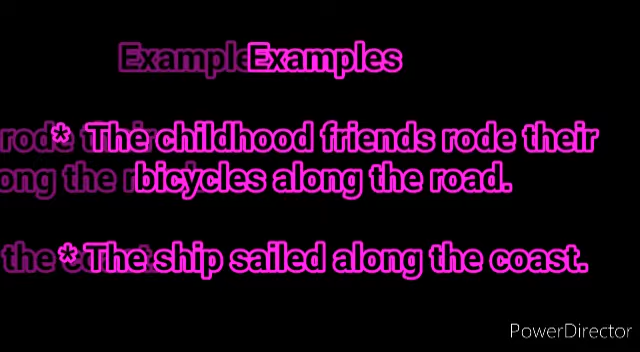 Examples
* The childhood friends rode their
bicycles along the road.
* The ship sailed along the coast.
PowerDirector